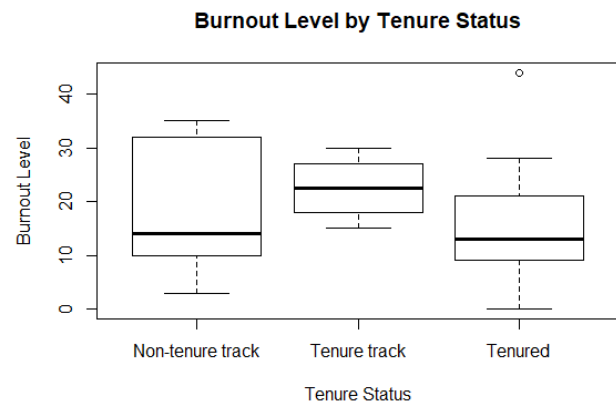 Burnout Level by Tenure Status
Burnout Level
40
30
20
10
0
Non-tenure track
Tenure track
Tenured
Tenure Status